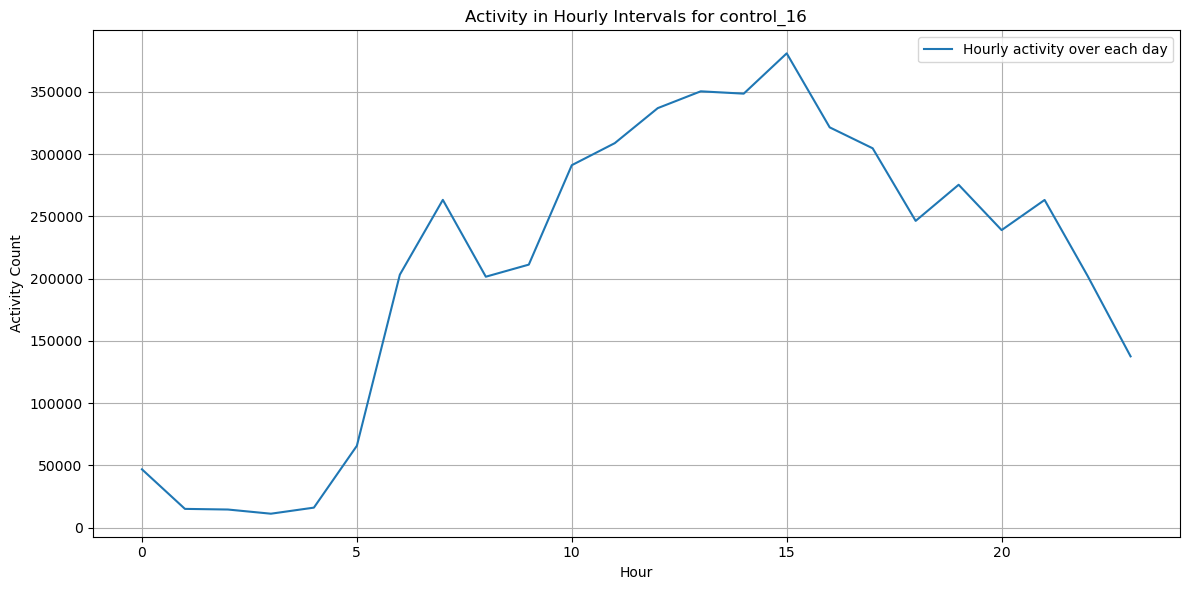 Activity in Hourly Intervals for control_16
Hourly activity over each day
Activity Count
350000
300000
250000
200000
150000
100000
50000
0
0 5 10 15 20
Hour